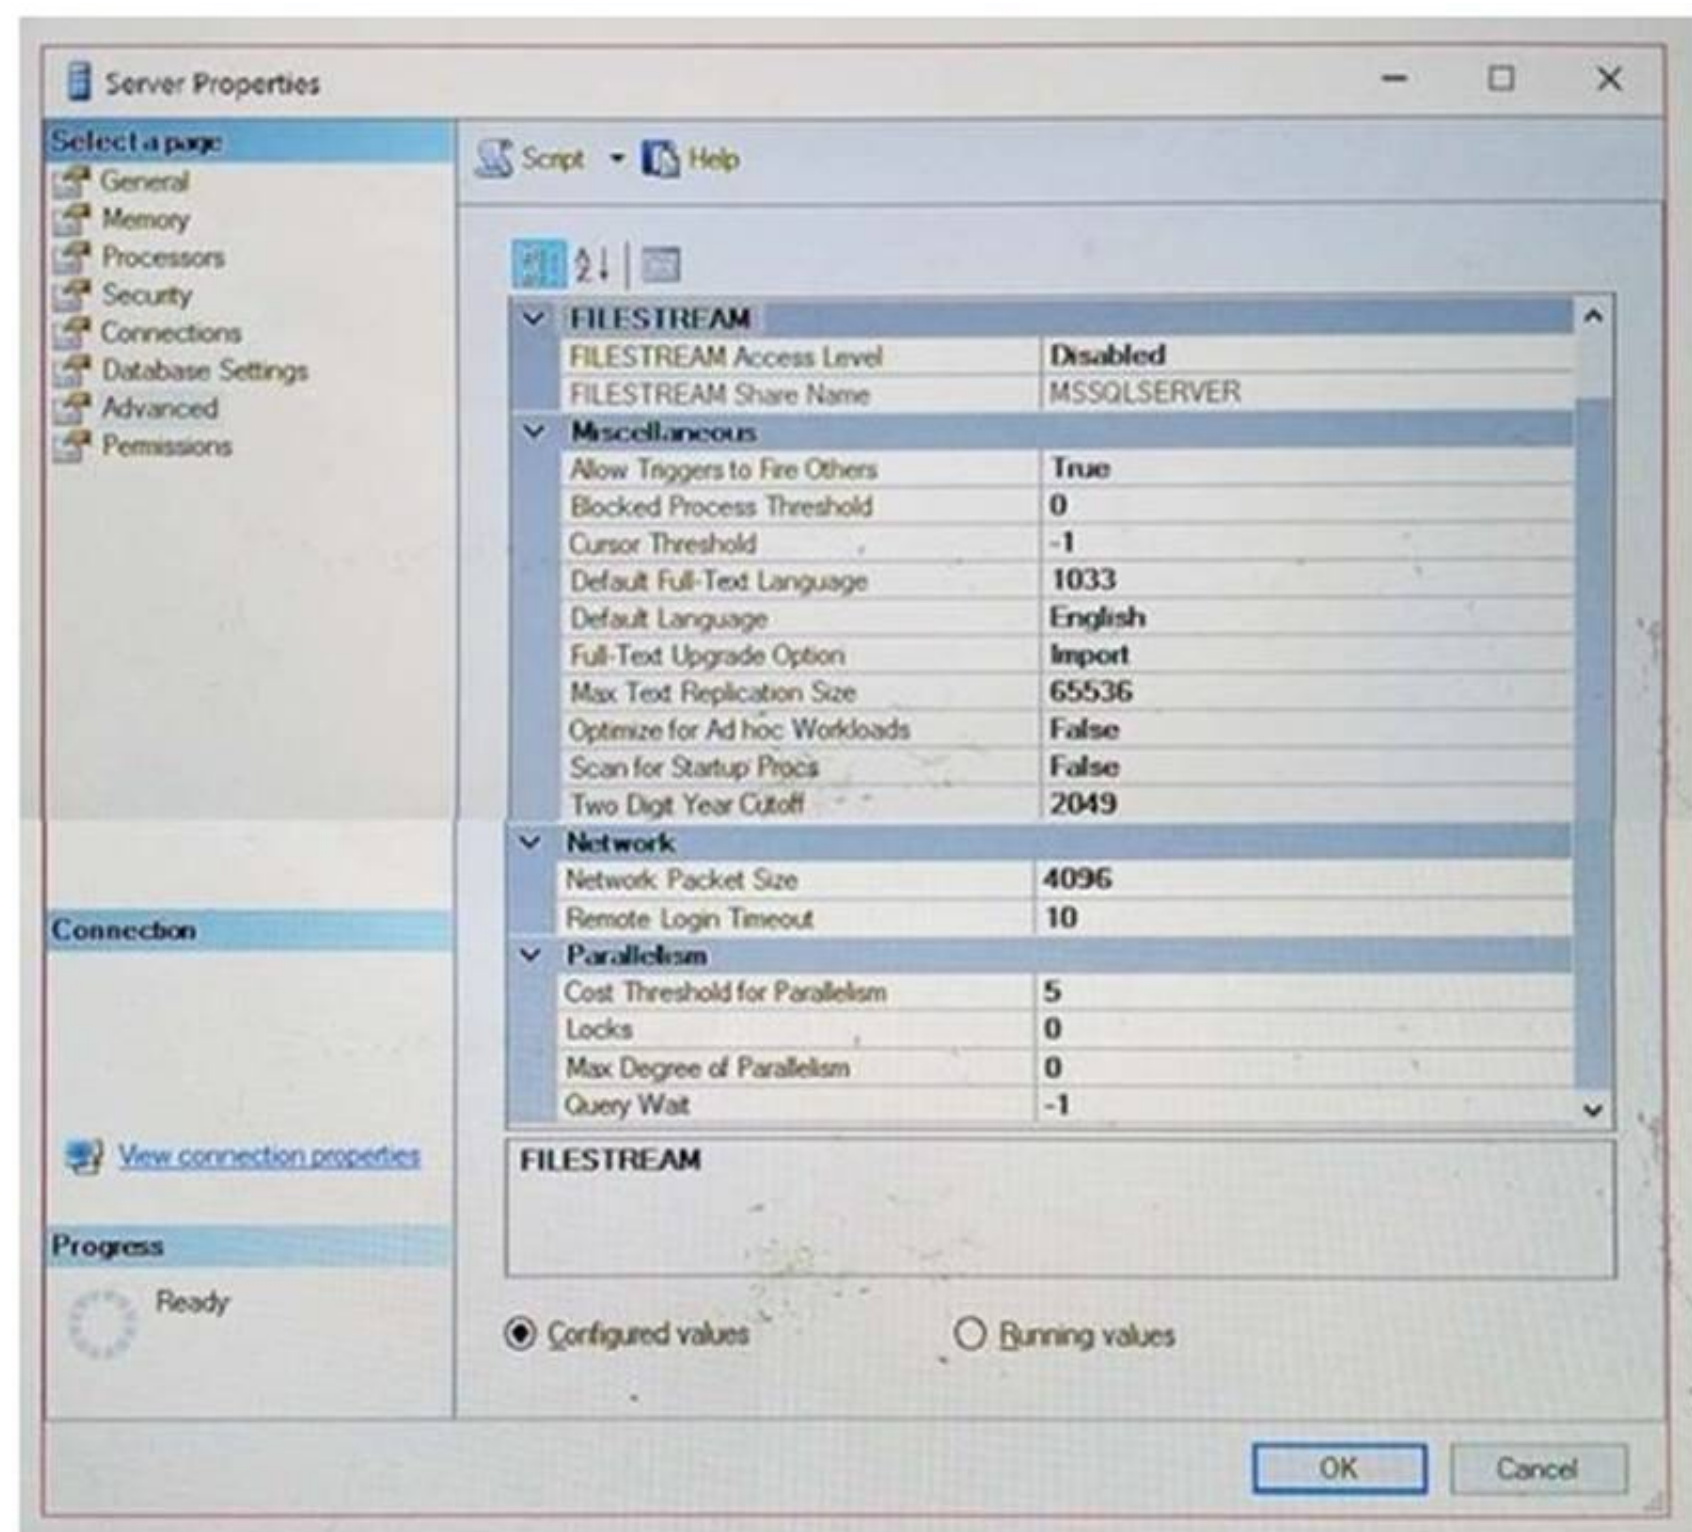 Server Properties
Select a page
General
Memory
Processors
Security
Connections
Database Settings
Advanced
Permissions
Connection
View connection properties
Progress
Ready
Script Help
FILESTREAM
FILESTREAM Access Level Disabled
FILESTREAM Share Name MSSQLSERVER
Miscellaneous
Allow Triggers to Fire Others True
Blocked Process Threshold 0
Cursor Threshold -1
Default Full-Text Language 1033
Default Language English
Full-Text Upgrade Option Import
Max Text Replication Size 65536
Optimize for Ad hoc Workloads False
Scan for Startup Procs False
Two Digit Year Cutoff 2049
Network
Network Packet Size 4096
Remote Login Timeout 10
Parallelism
Cost Threshold for Parallelism 5
Locks 0
Max Degree of Parallelism 0
Query Wait -1
FILESTREAM
Configured values Running values
OK Cancel